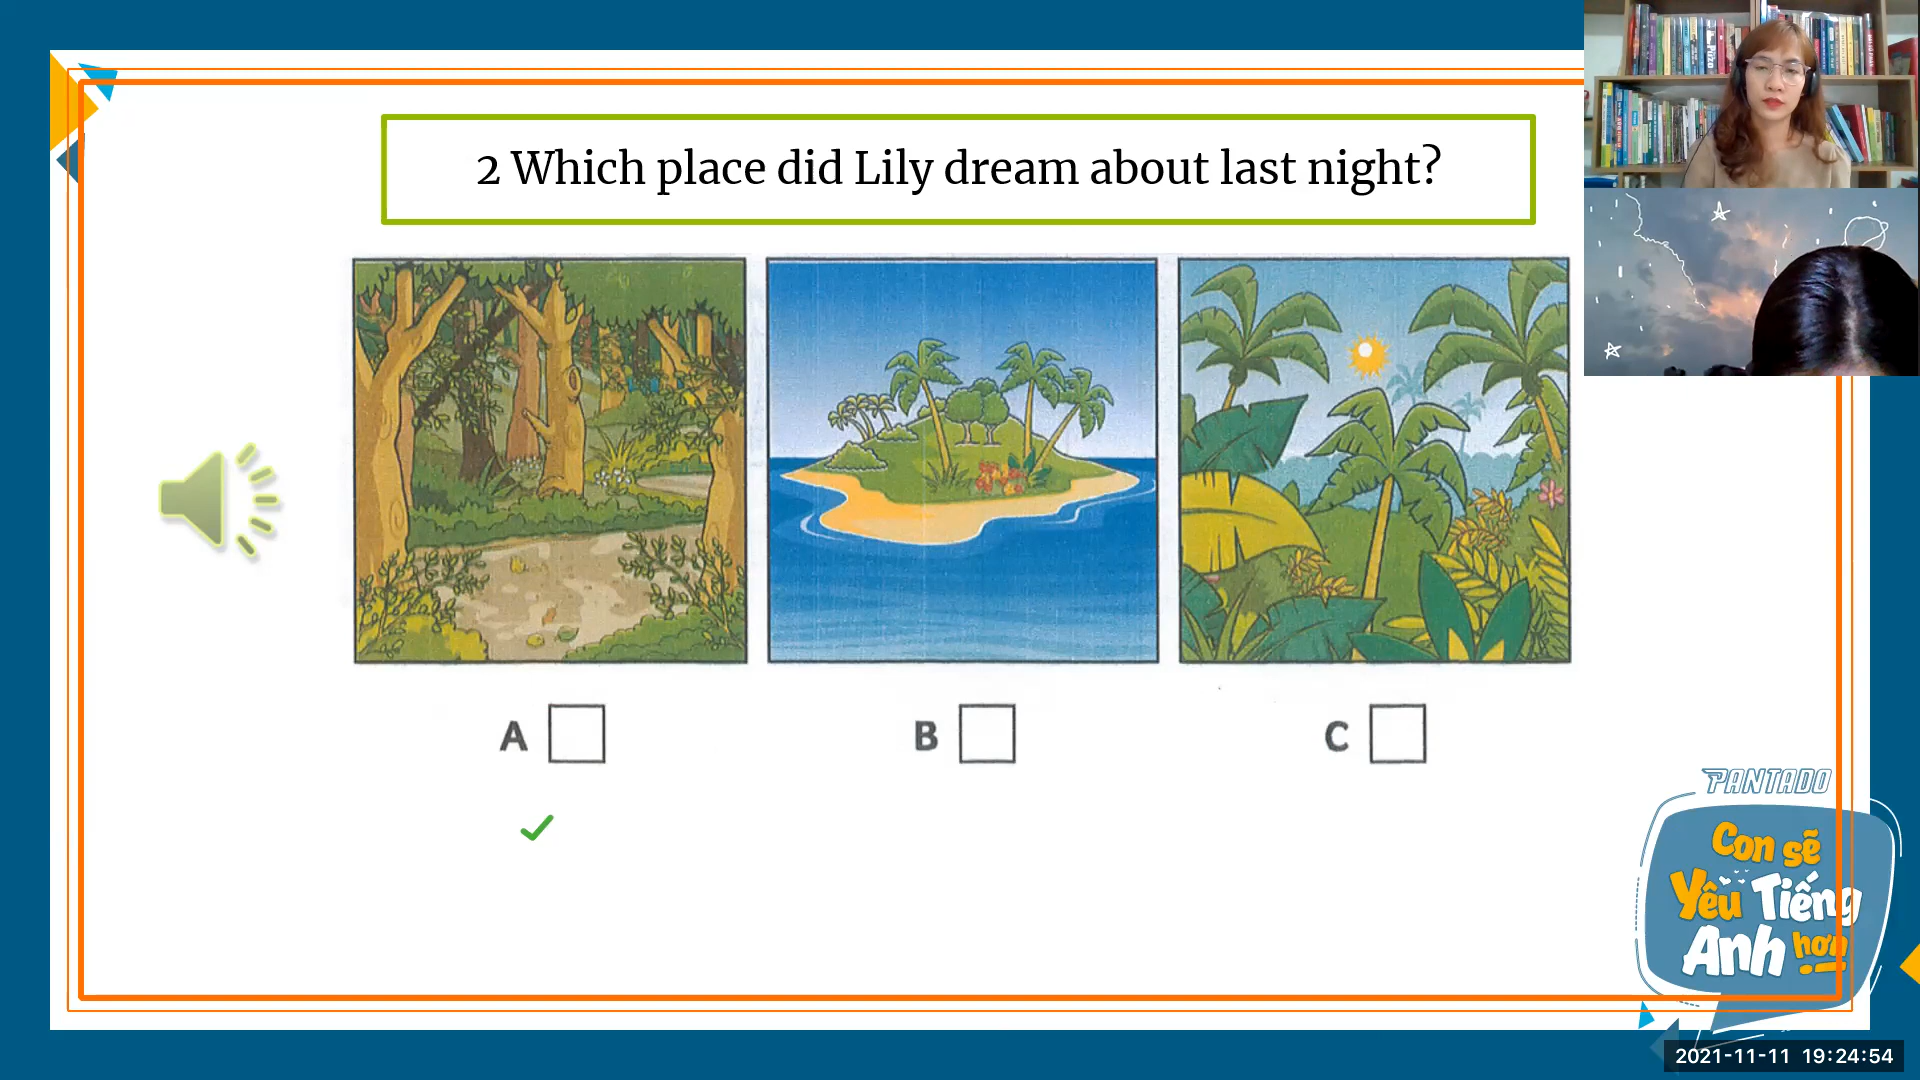 2 Which place did Lily dream about last night?
A
B
C
PANTADO
Con sẽ
Yêu Tiếng
Anh hơn
2021-11-11 19:24:54